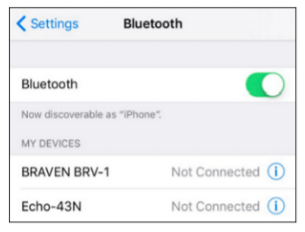 Settings Bluetooth
Bluetooth
Now discoverable as "iPhone".
MY DEVICES
BRAVEN BRV-1 Not Connected
Echo-43N Not Connected